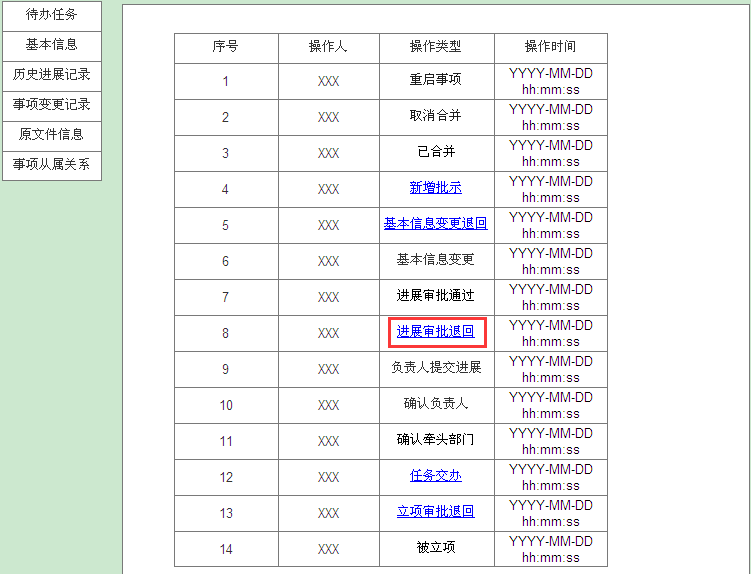 待办任务
基本信息
历史进展记录
事项变更记录
原文件信息
事项从属关系
序号 操作人 操作类型 操作时间
1 XXX 重启事项 YYYY-MM-DD
hh:mm:ss
2 XXX 取消合并 YYYY-MM-DD
hh:mm:ss
3 XXX 已合并 YYYY-MM-DD
hh:mm:ss
4 XXX 新增批示 YYYY-MM-DD
hh:mm:ss
5 XXX 基本信息变更退回 YYYY-MM-DD
hh:mm:ss
6 XXX 基本信息变更 YYYY-MM-DD
hh:mm:ss
7 XXX 进展审批通过 YYYY-MM-DD
hh:mm:ss
8 XXX 进展审批退回 YYYY-MM-DD
hh:mm:ss
9 XXX 负责人提交进展 YYYY-MM-DD
hh:mm:ss
10 XXX 确认负责人 YYYY-MM-DD
hh:mm:ss
11 XXX 确认牵头部门 YYYY-MM-DD
hh:mm:ss
12 XXX 任务交办 YYYY-MM-DD
hh:mm:ss
13 XXX 立项审批退回 YYYY-MM-DD
hh:mm:ss
14 XXX 被立项 YYYY-MM-DD
hh:mm:ss